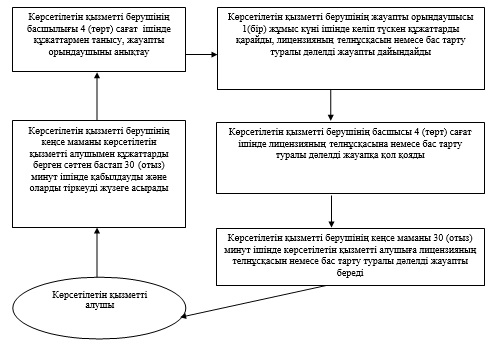 Көрсетілетін қызметті берушінің
басшылығы 4 (төрт) сағат ішінде
құжаттармен танысу, жауапты
орындаушыны анықтау
Көрсетілетін қызметті берушінің жауапты орындаушысы
1(бір) жұмыс күні ішінде келіп түскен құжаттарды
қарайды, лицензияның телнұсқасын немесе бас тарту
туралы дәлелді жауапты дайындайды
Көрсетілетін қызметті берушінің
кеңсе маманы көрсетілетін
қызметті алушымен құжаттарды
берген сәттен бастап 30 (отыз)
минут ішінде қабылдауды және
оларды тіркеуді жүзеге асырады
Көрсетілетін қызметті берушінің басшысы 4 (төрт) сағат
ішінде лицензияның телнұсқасына немесе бас тарту
туралы дәлелді жауапқа қол қояды
Көрсетілетін қызметті берушінің кеңсе маманы 30 (отыз)
минут ішінде көрсетілетін қызметті алушыға лицензияның
телнұсқасын немесе бас тарту туралы дәлелді жауапты
береді
Көрсетілетін қызметті
алушы